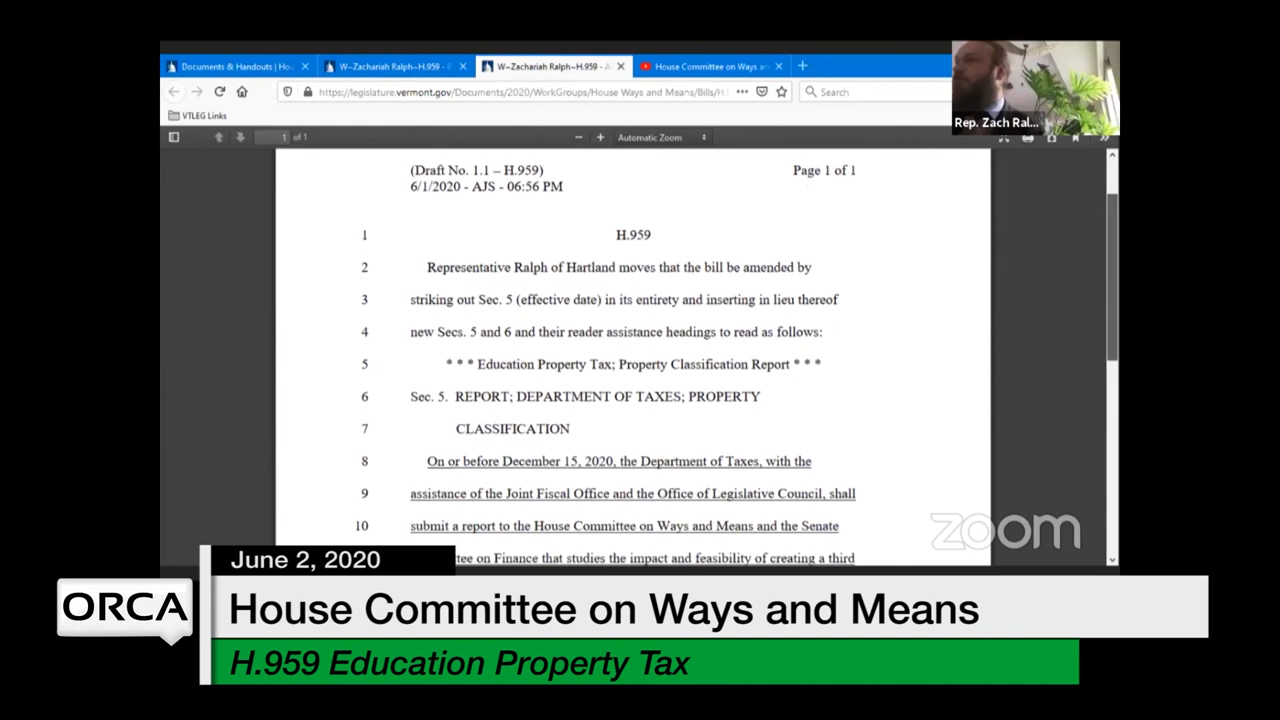 Documents & Handouts | Ho
W~Zachariah Ralph~H.959 -
W~Zachariah Ralph~H.959 -
House Committee on Ways a
https://legislature.vermont.gov/Documents/2020/WorkGroups/House Ways and Means/Bills/H.
Search
Rep. Zach Ral...
VTLEG Links
1 of 1
Automatic Zoom
(Draft No. 1.1 – H.959)
Page 1 of 1
6/1/2020 - AJS - 06:56 PM
1 H.959
2 Representative Ralph of Hartland moves that the bill be amended by
3 striking out Sec. 5 (effective date) in its entirety and inserting in lieu thereof
4 new Secs. 5 and 6 and their reader assistance headings to read as follows:
5 * * * Education Property Tax; Property Classification Report * * *
6 Sec. 5. REPORT; DEPARTMENT OF TAXES; PROPERTY
7 CLASSIFICATION
8 On or before December 15, 2020, the Department of Taxes, with the
9 assistance of the Joint Fiscal Office and the Office of Legislative Council, shall
10 submit a report to the House Committee on Ways and Means and the Senate
tee on Finance that studies the impact and feasibility of creating a third
zoom
June 2, 2020
ORCA
House Committee on Ways and Means
H.959 Education Property Tax